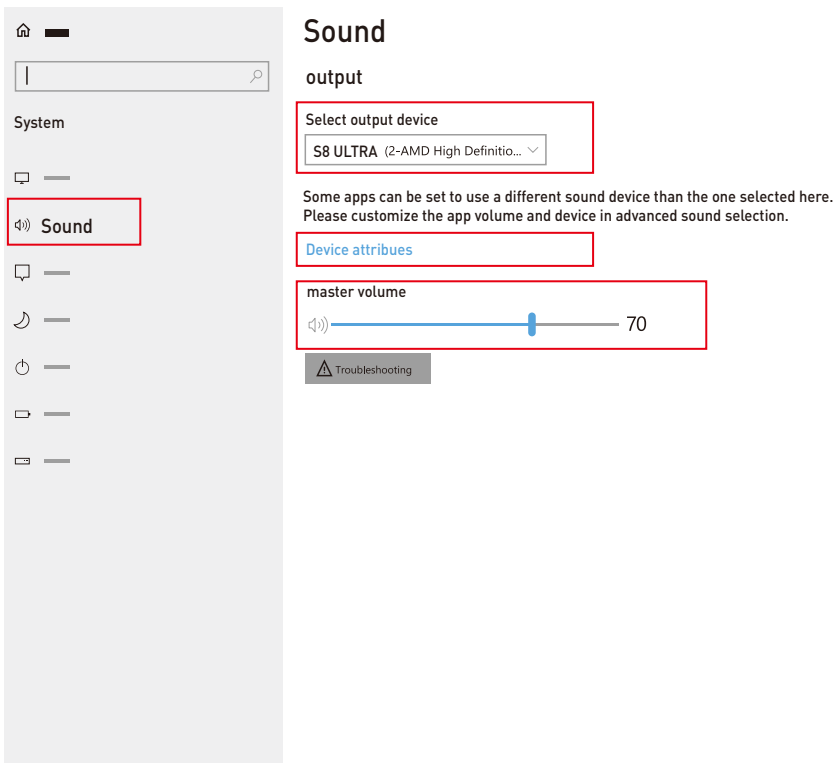 System
Sound
Sound
output
Select output device
S8 ULTRA (2-AMD High Definitio...
Some apps can be set to use a different sound device than the one selected here.
Please customize the app volume and device in advanced sound selection.
Device attribues
master volume
70
Troubleshooting